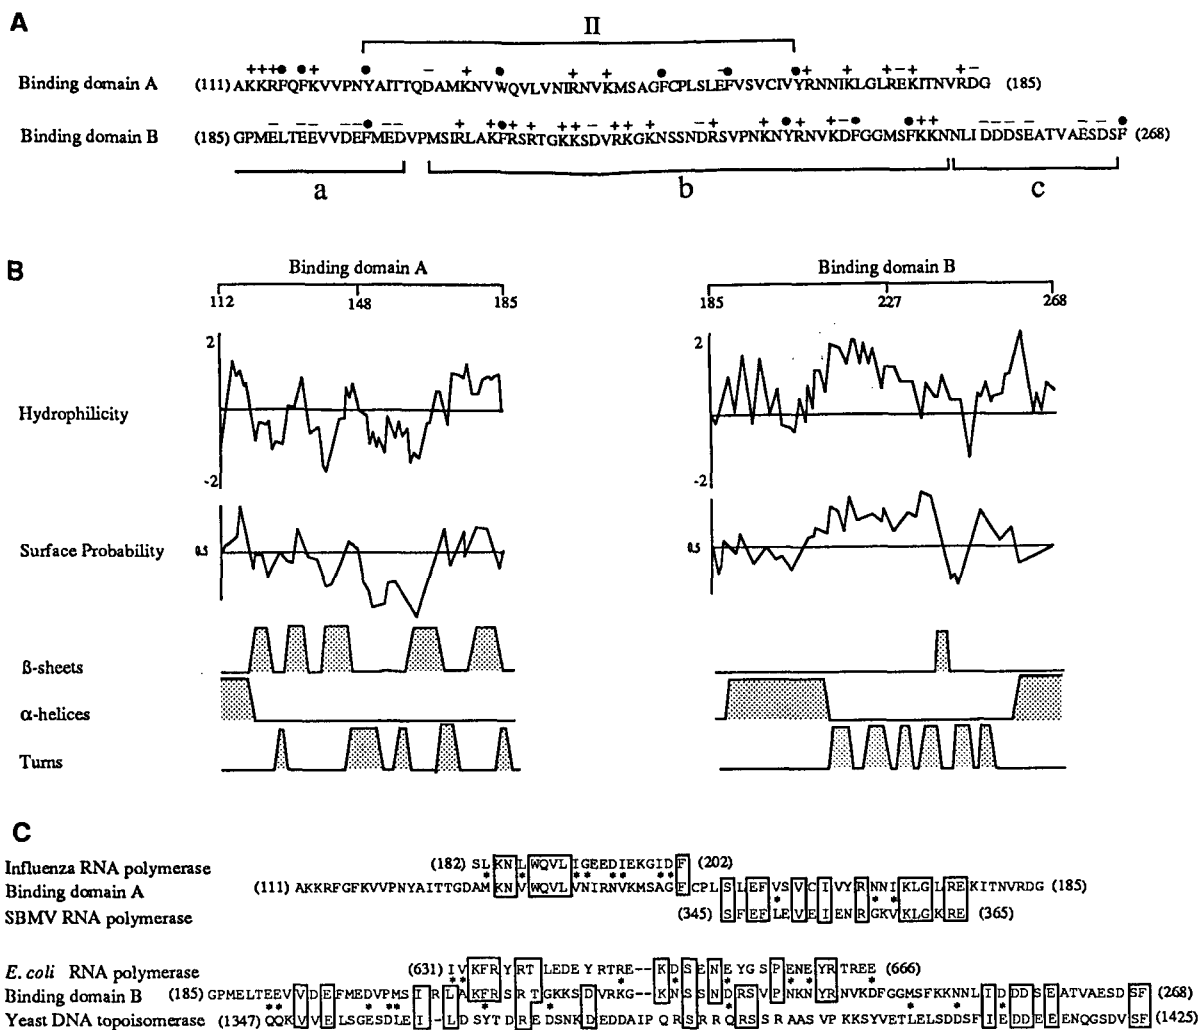 A
II
Binding domain A (111) AKKRFQFKVVPNYAITTQDAMKNVWQVLVNIRNVKMSAGFCPLSLEFVSVCIVYRNNIKLGLREKITNVRDG (185)
Binding domain B (185) GPMELTEEVVDEFMEDVPMSIRLAKFRSRTGKKSDVRKGKNSSNDRSVPNKNYRNVKDFGGMSFKKNNLIDDDSEATVAESDSF (268)
a b c
B
Binding domain A Binding domain B
112 148 185 185 227 268
2 2
Hydrophilicity
-2 -2
Surface Probability 0.5 0.5
ß-sheets
α-helices
Turns
C
Influenza RNA polymerase (182) SLKNLWQVLIGEEDIEKGIDF (202)
Binding domain A (111) AKKRFGFKVVPNYAITTGDAMKNVWQVLVNIRNVKMSAGFCPLSLEFVSVCIVYRNNIKLGLREKITNVRDG (185)
SBMV RNA polymerase (345) SFEFLEVEIENRGKVKLGKRE (365)
E. coli RNA polymerase (631) IVKFRYRTLEDEYRTRE--KDSENEYGSPENEYRTREE (666)
Binding domain B (185) GPMELTEEVVDEFMEDVPMSIRLAKFRSRTGKKSDVRKG--KNSSNDRSVPNKNYRNVKDFGGMSFKKNNLIDDDSEATVAESDSF (268)
Yeast DNA topoisomerase (1347) QQKVVELSGESDLEI-LDSYTDREDSNKDEDDAIPQRSRRQRSSRAASVPKKSYVETLELSDDSFIEDDEEENQGSDVSF (1425)